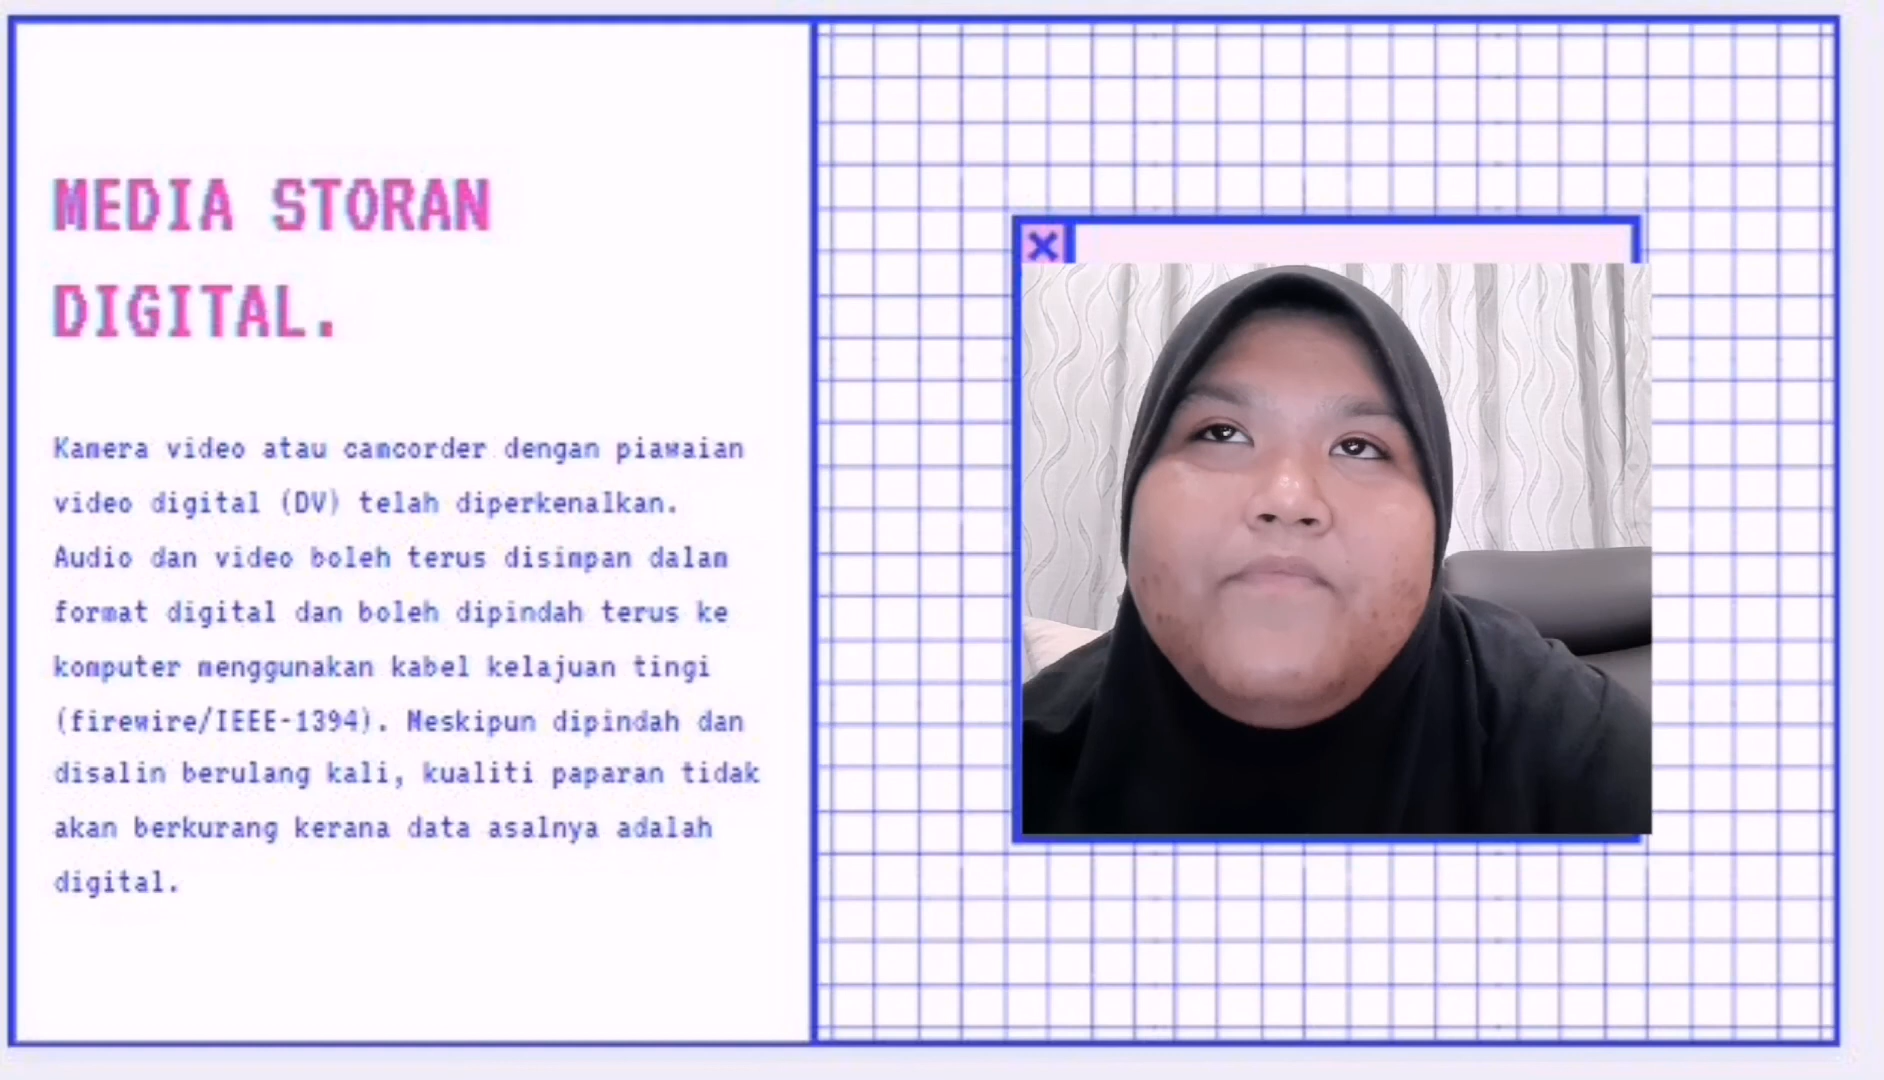 MEDIA STORAN
DIGITAL.
Kamera video atau camcorder dengan piawaian
video digital (DV) telah diperkenalkan.
Audio dan video boleh terus disimpan dalam
format digital dan boleh dipindah terus ke
komputer menggunakan kabel kelajuan tingi
(firewire/IEEE-1394). Meskipun dipindah dan
disalin berulang kali, kualiti paparan tidak
akan berkurang kerana data asalnya adalah
digital.